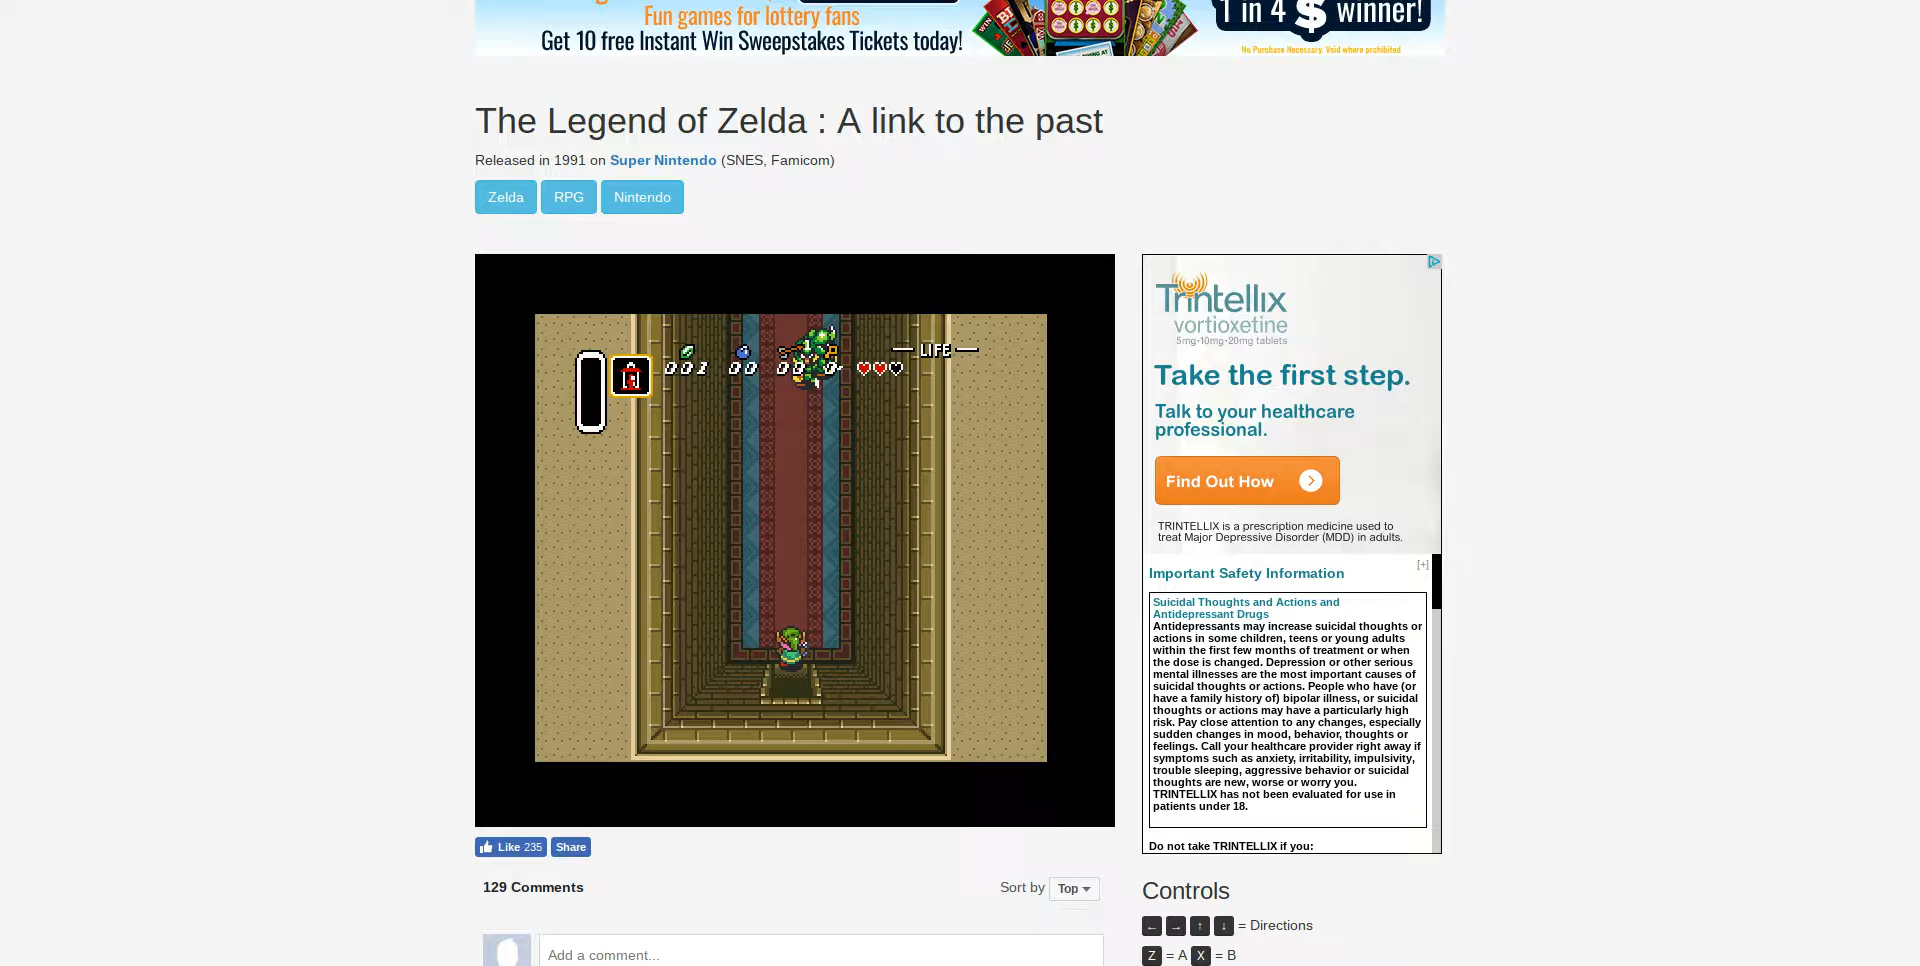 Fun games for lottery fans
Get 10 free Instant Win Sweepstakes Tickets today!
1 in 4 $ winner!
No Purchase Necessary. Void where prohibited
The Legend of Zelda : A link to the past
Released in 1991 on Super Nintendo (SNES, Famicom)
Zelda RPG Nintendo
LIFE
001 00
Trintellix
vortioxetine
5mg•10mg•20mg tablets
Take the first step.
Talk to your healthcare
professional.
Find Out How
TRINTELLIX is a prescription medicine used to
treat Major Depressive Disorder (MDD) in adults.
[+]
Important Safety Information
Suicidal Thoughts and Actions and
Antidepressant Drugs
Antidepressants may increase suicidal thoughts or
actions in some children, teens or young adults
within the first few months of treatment or when
the dose is changed. Depression or other serious
mental illnesses are the most important causes of
suicidal thoughts or actions. People who have (or
have a family history of) bipolar illness, or suicidal
thoughts or actions may have a particularly high
risk. Pay close attention to any changes, especially
sudden changes in mood, behavior, thoughts or
feelings. Call your healthcare provider right away if
symptoms such as anxiety, irritability, impulsivity,
trouble sleeping, aggressive behavior or suicidal
thoughts are new, worse or worry you.
TRINTELLIX has not been evaluated for use in
patients under 18.
Do not take TRINTELLIX if you:
Like 235 Share
129 Comments
Sort by Top
Add a comment...
Controls
← → ↑ ↓ = Directions
Z = A X = B